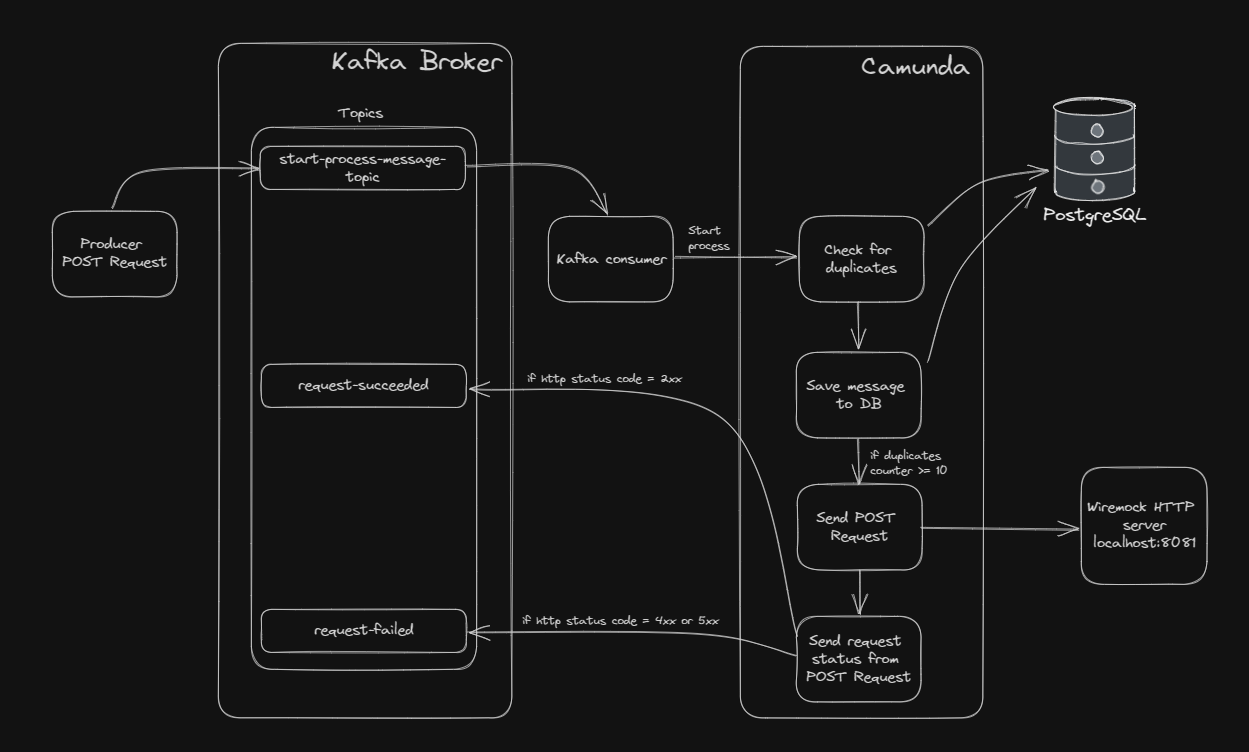 Kafka Broker
Camunda
Topics
start-process-message-
topic
Producer
POST Request
PostgreSQL
Kafka consumer
Start
process
Check for
duplicates
request-succeeded
if http status code = 2xx
Save message
to DB
if duplicates
counter >= 10
Send POST
Request
Wiremock HTTP
server
localhost:8081
request-failed
if http status code = 4xx or 5xx
Send request
status from
POST Request